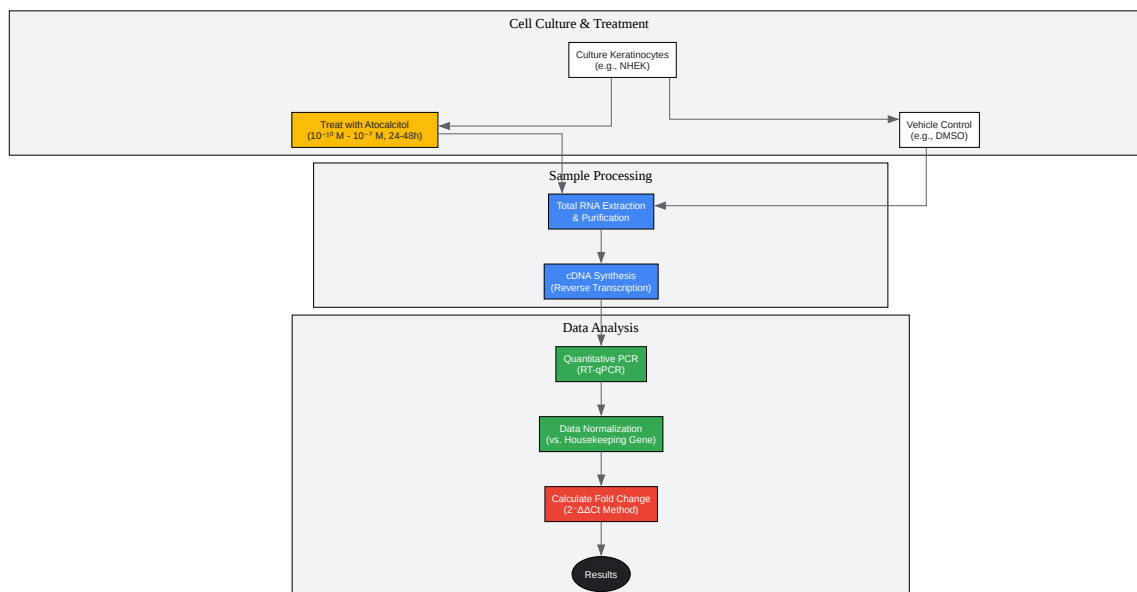 Cell Culture & Treatment
Culture Keratinocytes
(e.g., NHEK)
Treat with Atocalcitol
(10⁻¹⁰ M - 10⁻⁷ M, 24-48h)
Vehicle Control
(e.g., DMSO)
Sample Processing
Total RNA Extraction
& Purification
cDNA Synthesis
(Reverse Transcription)
Data Analysis
Quantitative PCR
(RT-qPCR)
Data Normalization
(vs. Housekeeping Gene)
Calculate Fold Change
(2⁻ΔΔCt Method)
Results